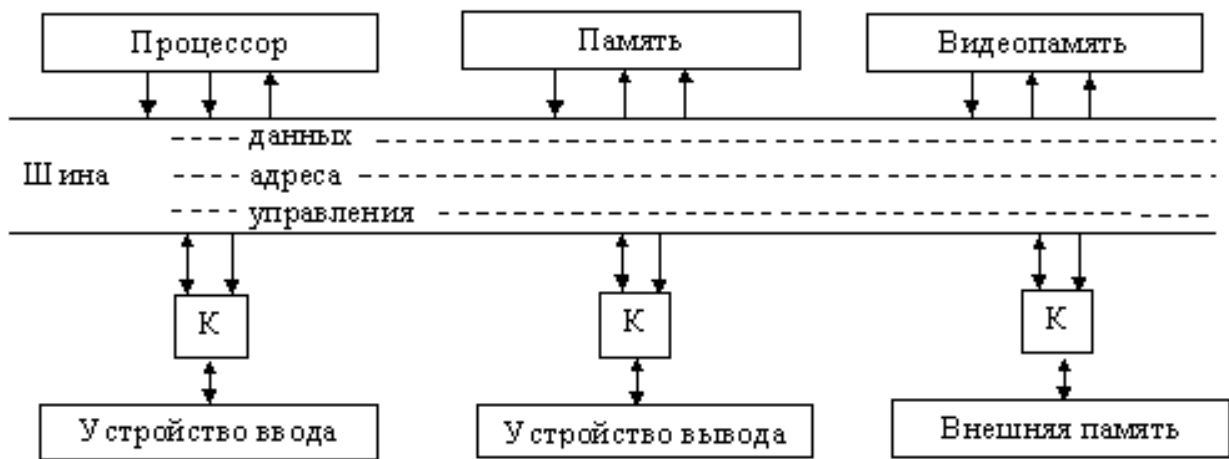 Процессор
Память
Видеопамять
данных
Шина
адреса
управления
К
К
К
Устройство ввода
Устройство вывода
Внешняя память